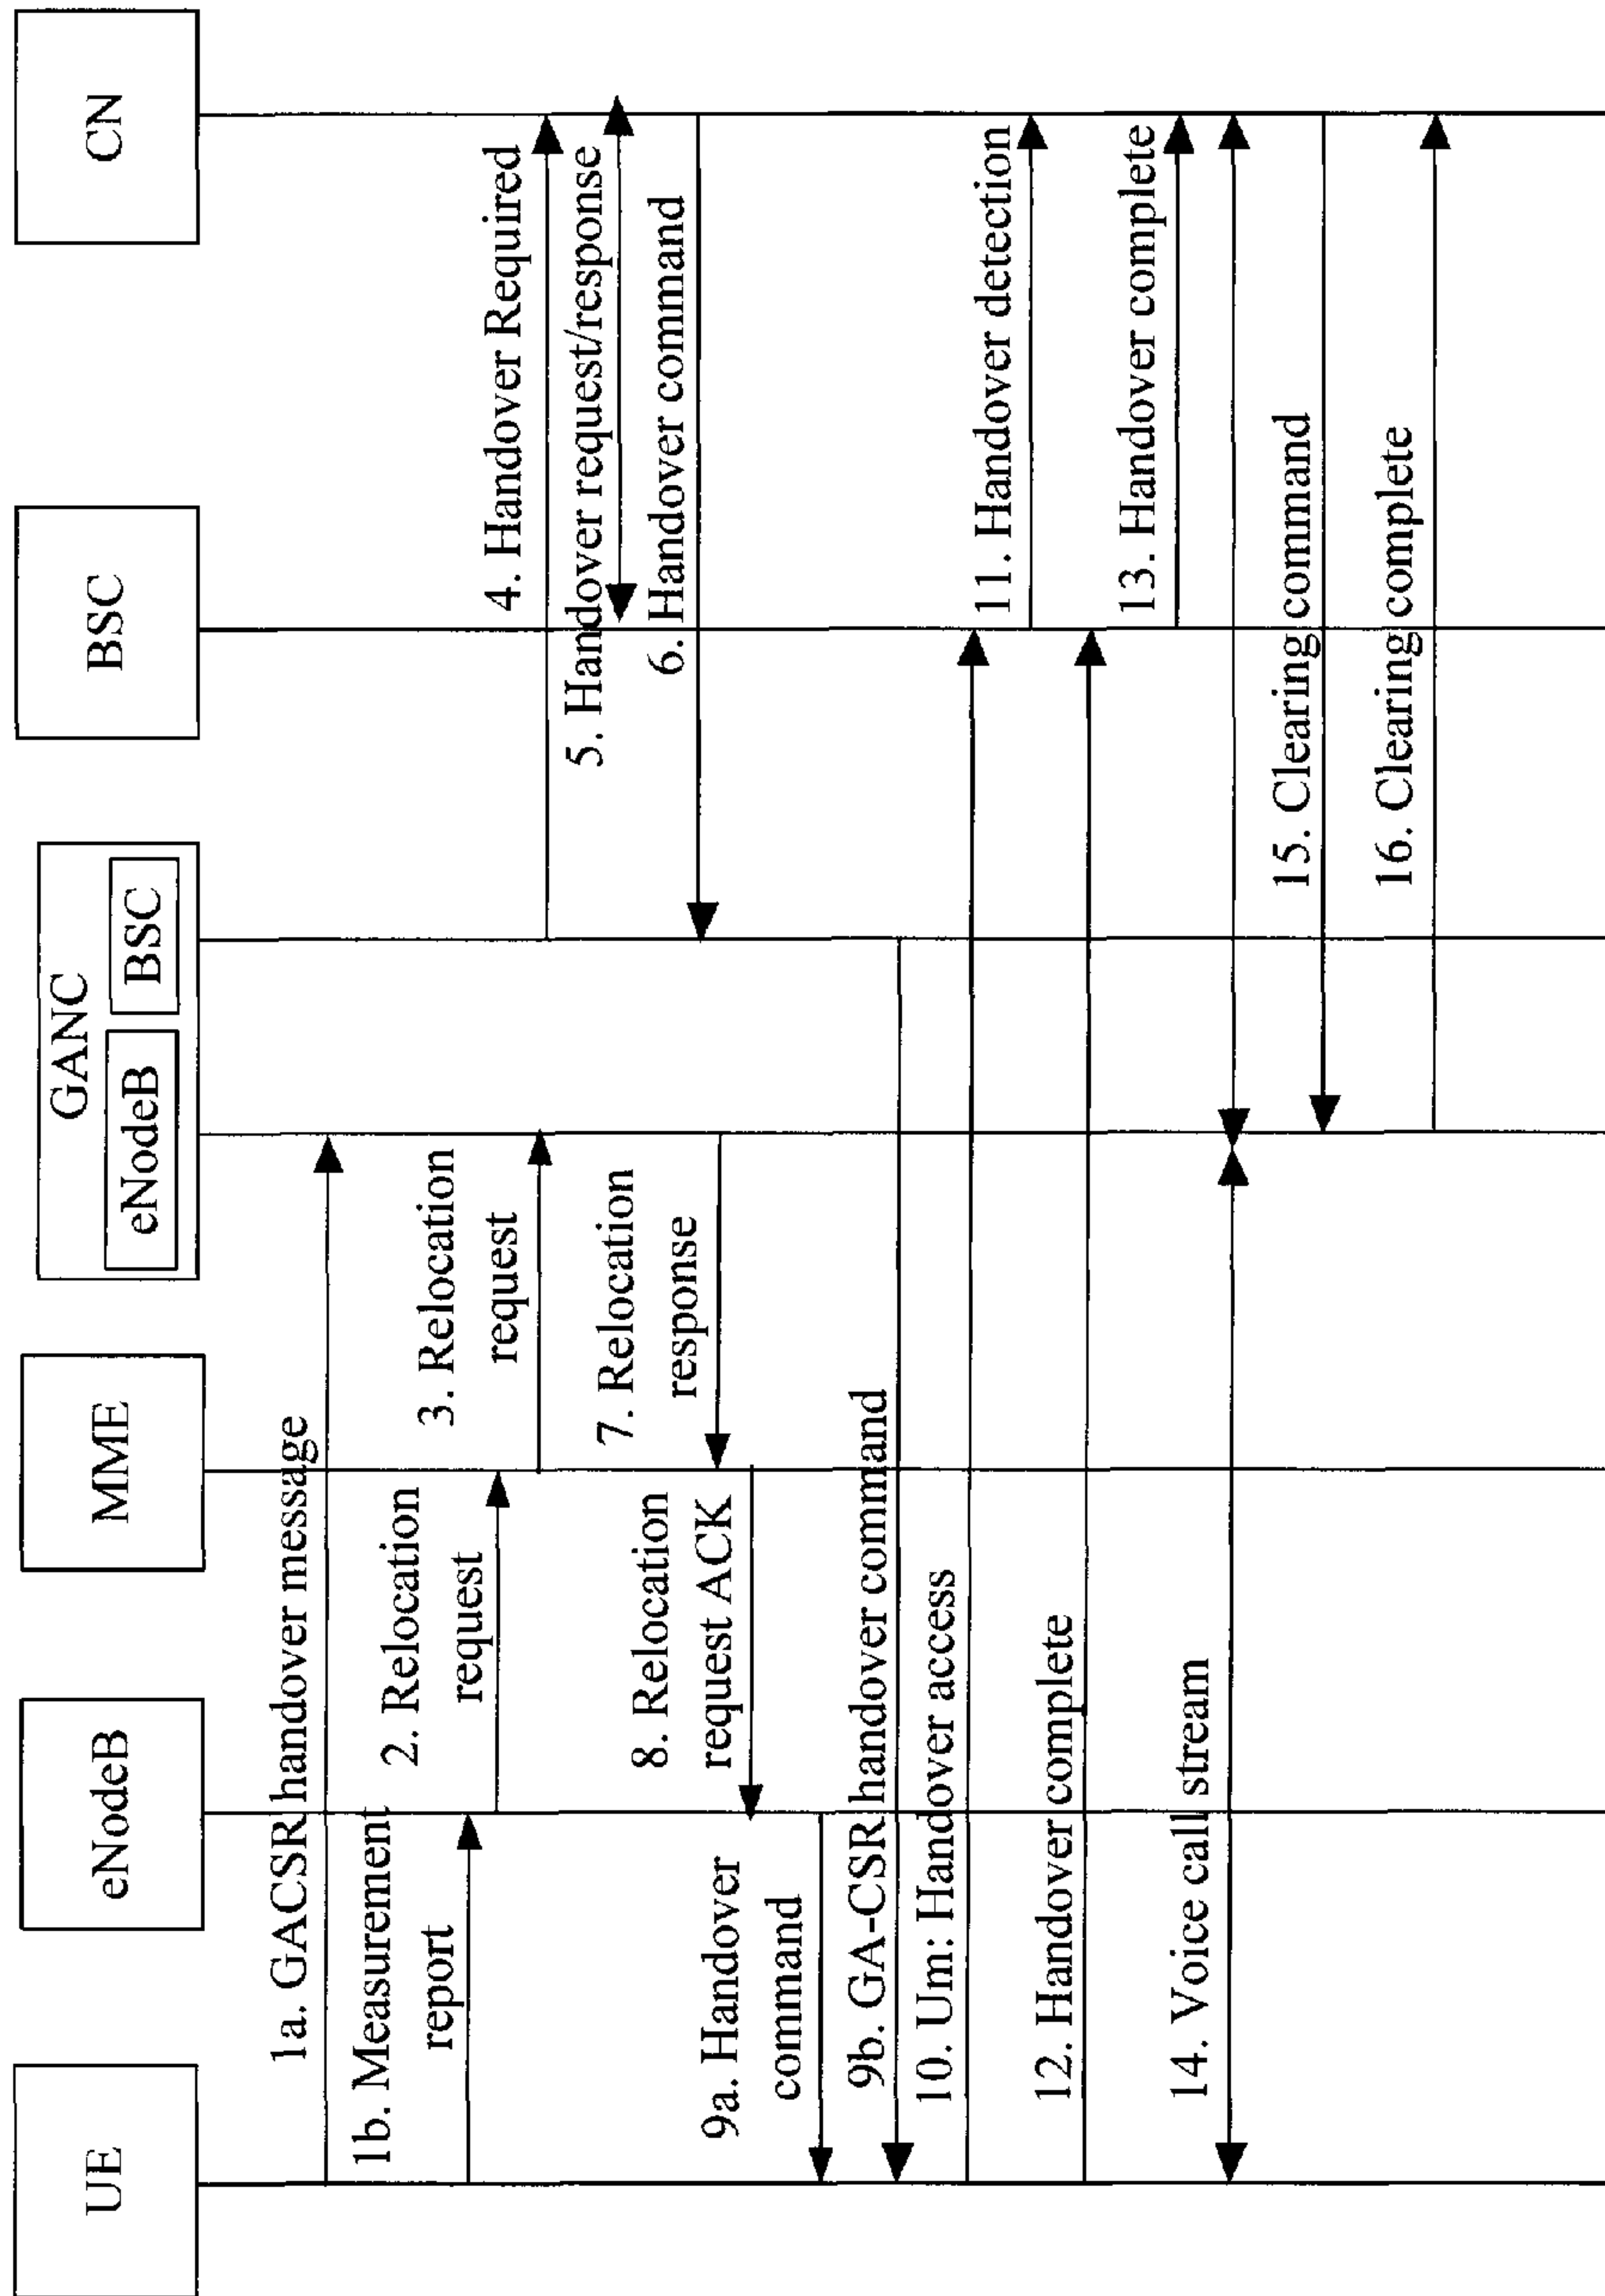 UE
eNodeB
MME
GANC
eNodeB
BSC
BSC
CN
1a. GACSR handover message
1b. Measurement
report
2. Relocation
request
3. Relocation
request
4. Handover Required
5. Handover request/response
6. Handover command
7. Relocation
response
8. Relocation
request ACK
9a. Handover
command
9b. GA-CSR handover command
10. Um: Handover access
11. Handover detection
12. Handover complete
13. Handover complete
14. Voice call stream
15. Clearing command
16. Clearing complete